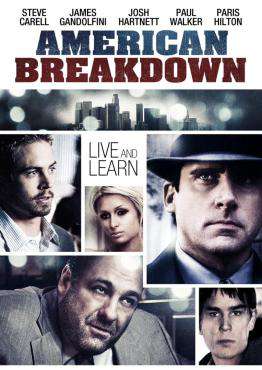 STEVE CARELL JAMES GANDOLFINI JOSH HARTNETT PAUL WALKER PARIS HILTON
AMERICAN
BREAKDOWN
LIVE AND
LEARN